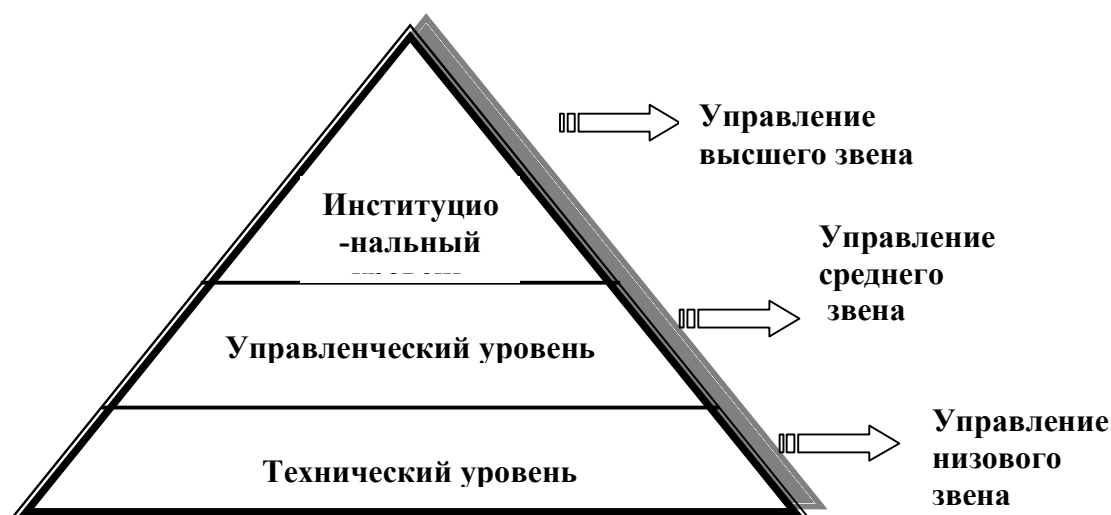 Управление
высшего звена
Институцио
-нальный
Управление
среднего
звена
Управленческий уровень
Управление
низового
звена
Технический уровень